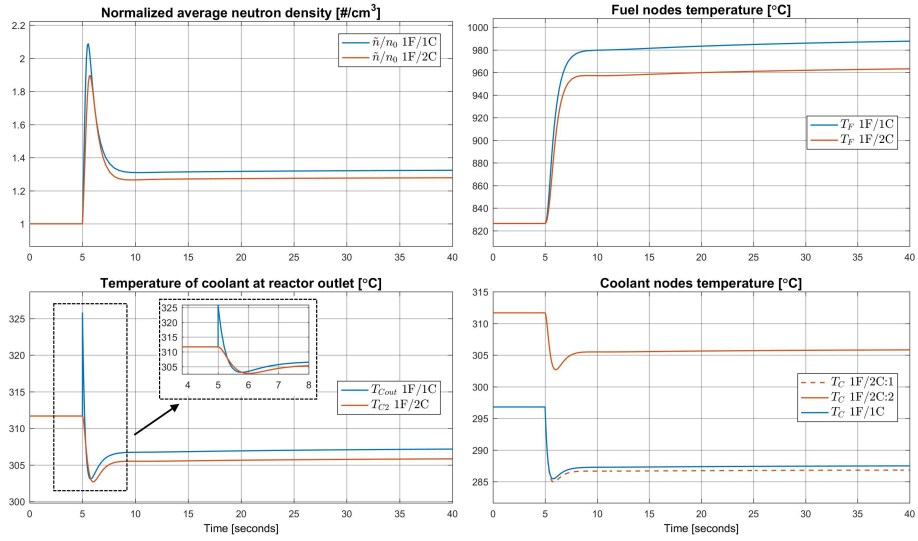 Normalized average neutron density [#/cm³]
2.2
2
1.8
1.6
1.4
1.2
1
0 5 10 15 20 25 30 35 40
ñ/n₀ 1F/1C
ñ/n₀ 1F/2C
Fuel nodes temperature [°C]
1000
980
960
940
920
900
880
860
840
820
0 5 10 15 20 25 30 35 40
T_F 1F/1C
T_F 1F/2C
Temperature of coolant at reactor outlet [°C]
325
320
315
310
305
300
0 5 10 15 20 25 30 35 40
Time [seconds]
325
320
315
310
305
4 5 6 7 8
T_Cout 1F/1C
T_C2 1F/2C
Coolant nodes temperature [°C]
315
310
305
300
295
290
285
0 5 10 15 20 25 30 35 40
Time [seconds]
T_C 1F/2C:1
T_C 1F/2C:2
T_C 1F/1C